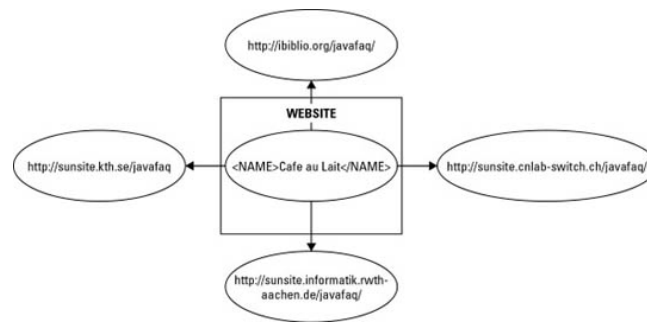 http://ibiblio.org/javafaq/
WEBSITE
http://sunsite.kth.se/javafaq
<NAME>Cafe au Lait</NAME>
http://sunsite.cnlab-switch.ch/javafaq/
http://sunsite.informatik.rwth-
aachen.de/javafaq/